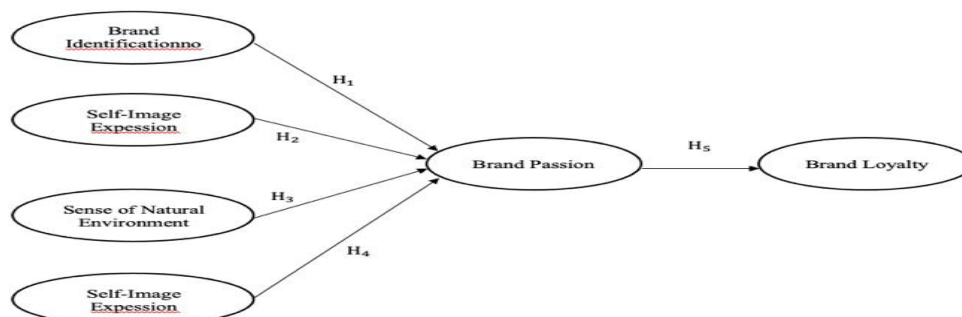 Brand
Identificationno
H₁
Self-Image
Expession
H₂
Brand Passion
H₅
Brand Loyalty
Sense of Natural
Environment
H₃
H₄
Self-Image
Expession